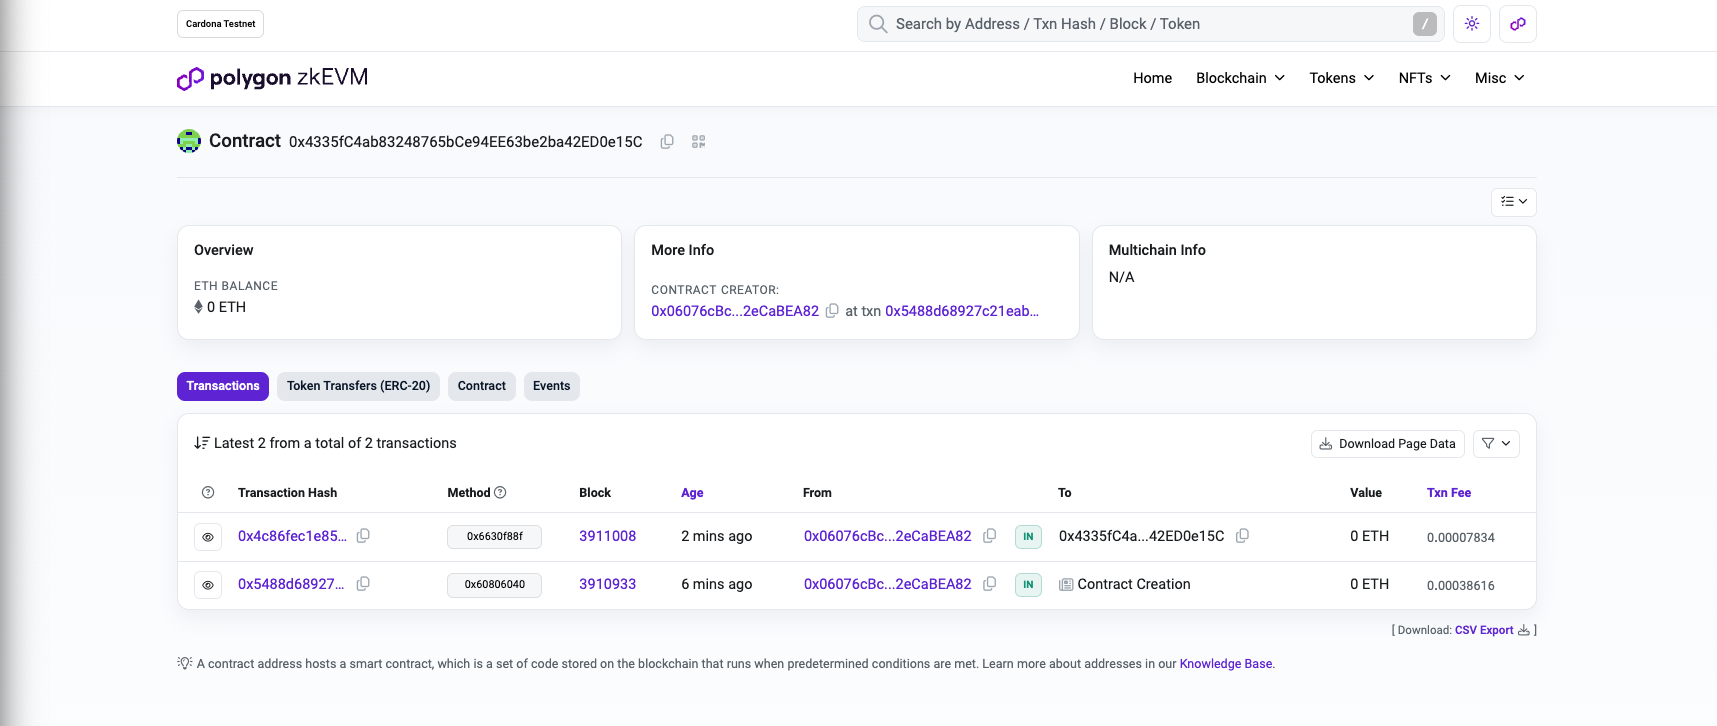 Cardona Testnet
Search by Address / Txn Hash / Block / Token /
polygon zkEVM
Home Blockchain Tokens NFTs Misc
Contract 0x4335fC4ab83248765bCe94EE63be2ba42ED0e15C
Overview
ETH BALANCE
0 ETH
More Info
CONTRACT CREATOR:
0x06076cBc...2eCaBEA82 at txn 0x5488d68927c21eab...
Multichain Info
N/A
Transactions Token Transfers (ERC-20) Contract Events
Latest 2 from a total of 2 transactions
Download Page Data
Transaction Hash Method Block Age From To Value Txn Fee
0x4c86fec1e85... 0x6630f88f 3911008 2 mins ago 0x06076cBc...2eCaBEA82 IN 0x4335fC4a...42ED0e15C 0 ETH 0.00007834
0x5488d68927... 0x60806040 3910933 6 mins ago 0x06076cBc...2eCaBEA82 IN Contract Creation 0 ETH 0.00038616
[ Download: CSV Export ]
A contract address hosts a smart contract, which is a set of code stored on the blockchain that runs when predetermined conditions are met. Learn more about addresses in our Knowledge Base.